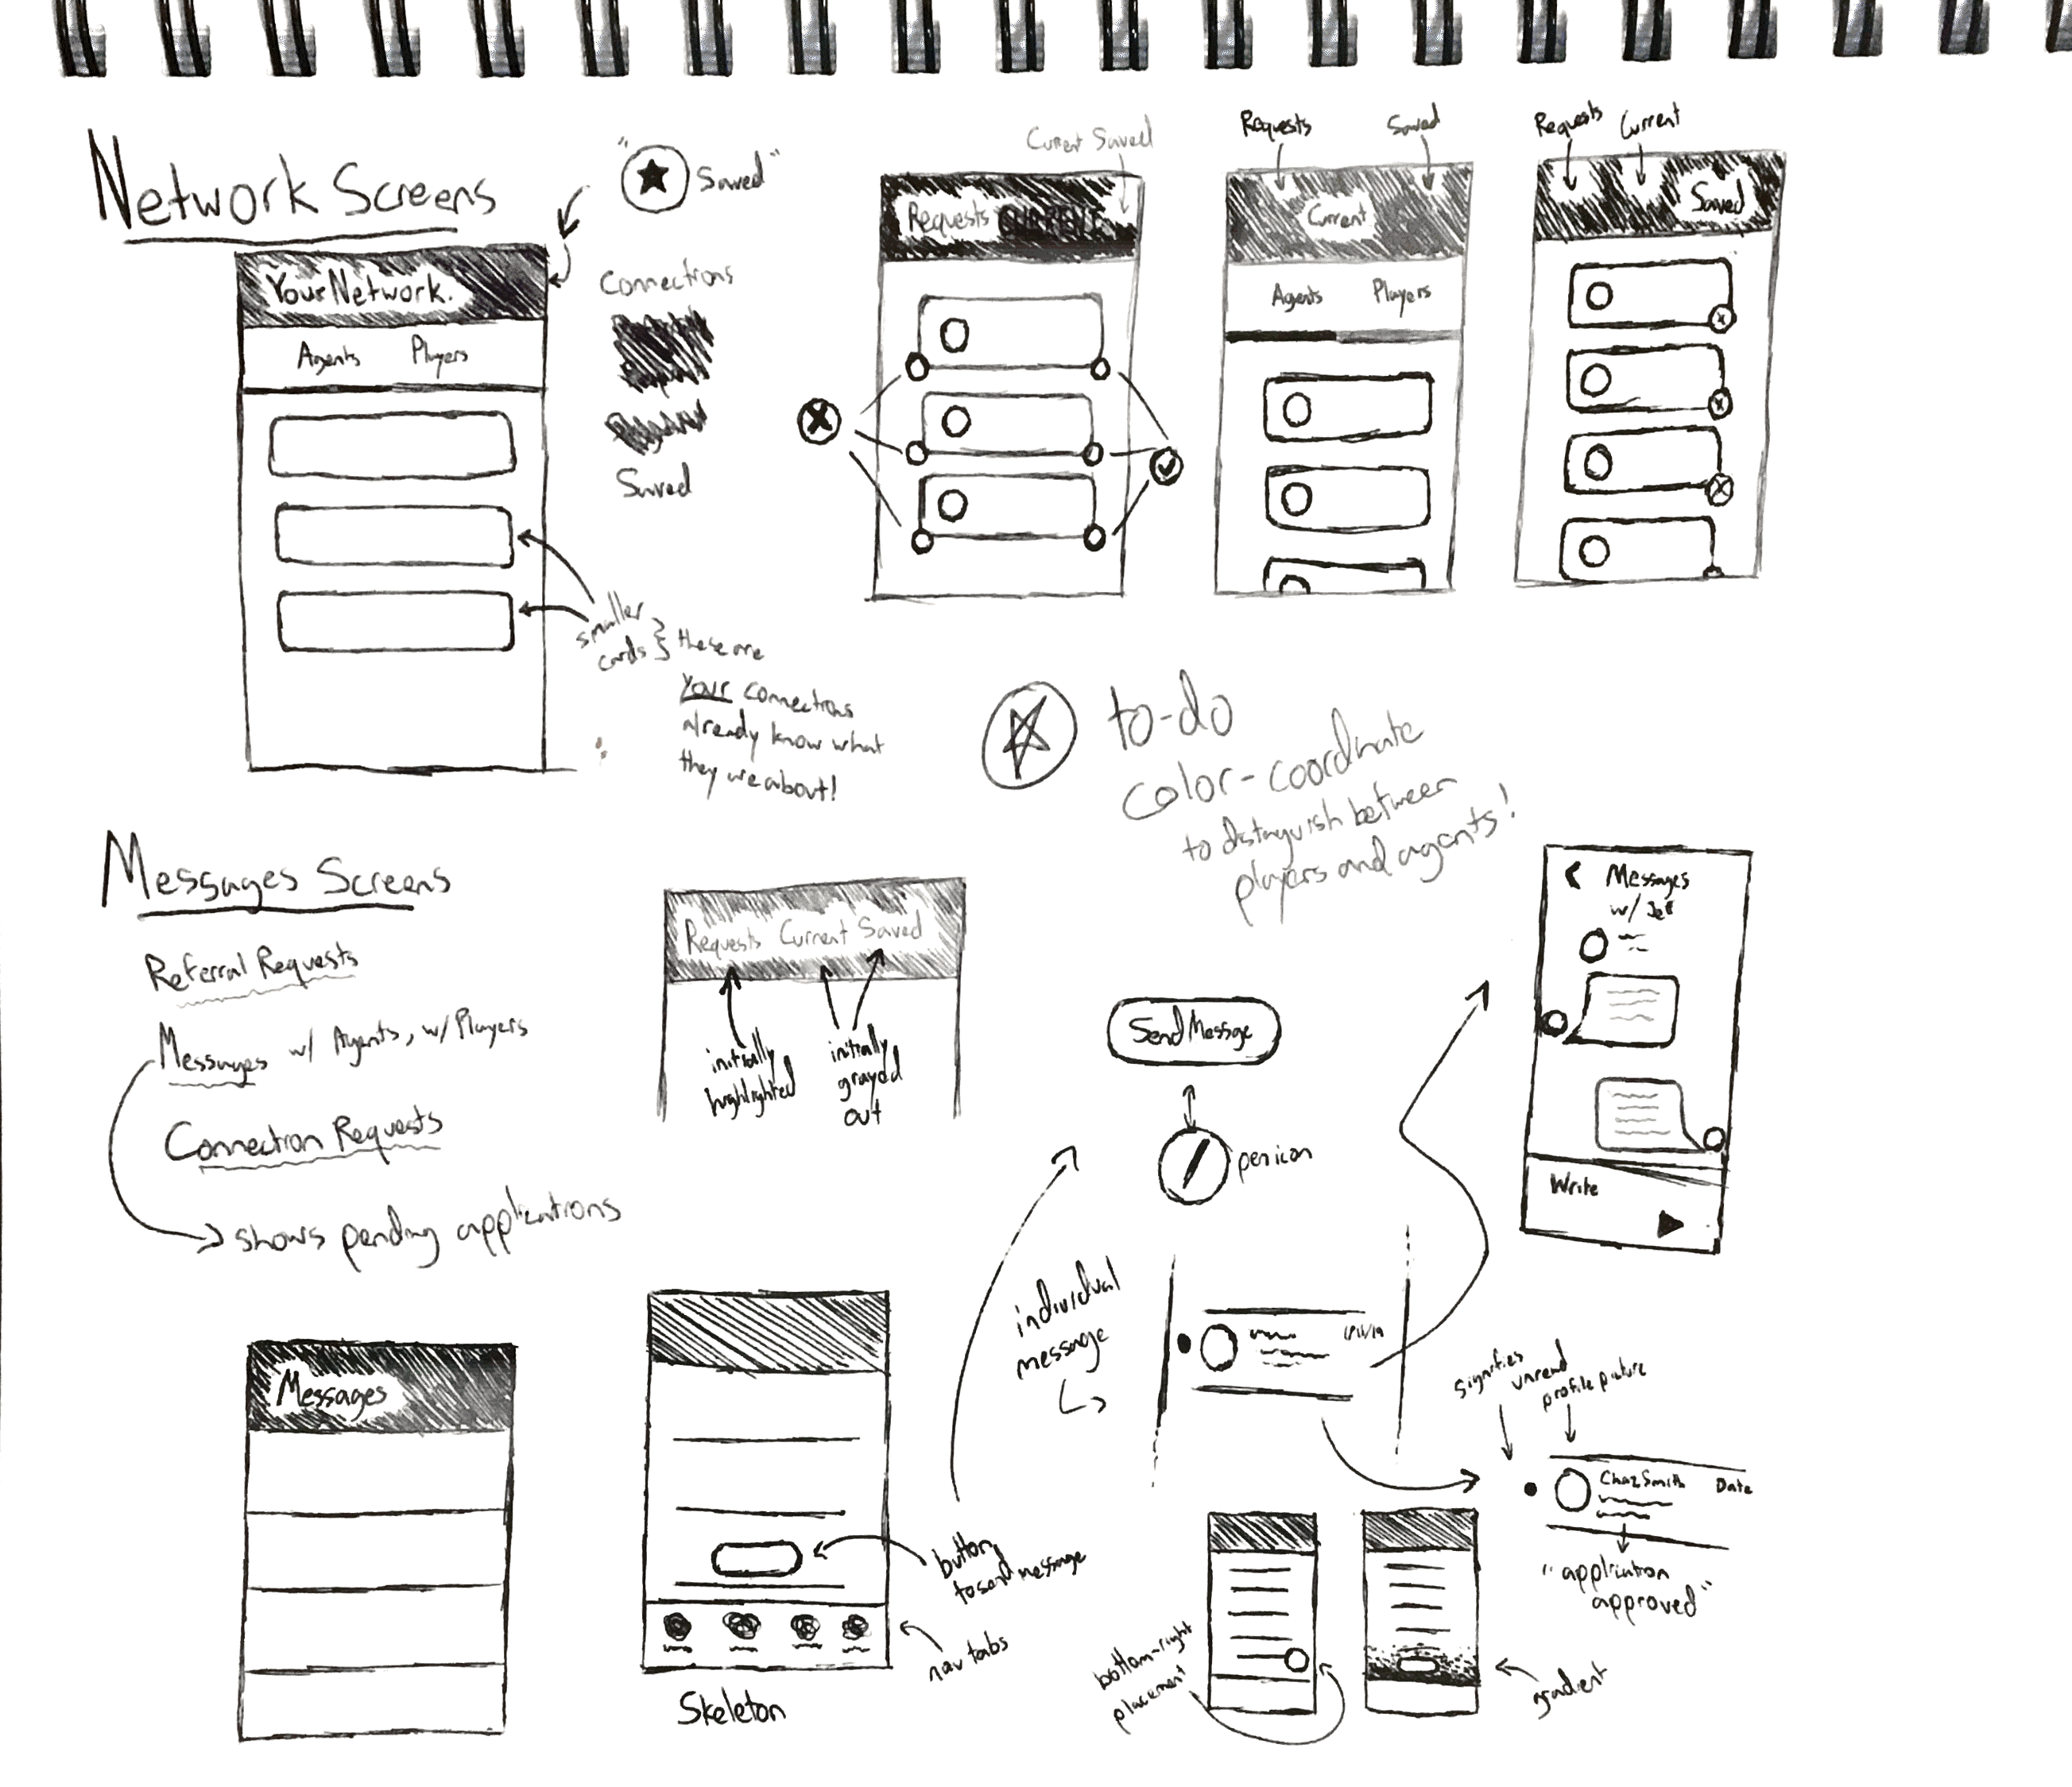 Network Screens
"★ Saved"
Your Network.
Agents Players
Connections
Saved
smaller
cards } these are
your connections
already know what
they are about!
Current Saved
Requests CURRENT
Requests Saved
Current
Agents Players
Requests Current
Saved
to-do
color-coordinate
to distinguish between
players and agents!
Messages Screens
Referral Requests
Messages w/ Agents, w/ Players
Connection Requests
shows pending applications
Requests Current Saved
initially
highlighted
initially
grayed
out
Send Message
pen icon
Messages
w/ Jeff
Write
individual
message
signifies
unread
profile picture
Chaz Smith Date
"application
approved"
Messages
button
to send message
nav tabs
Skeleton
bottom-right
placement
gradient